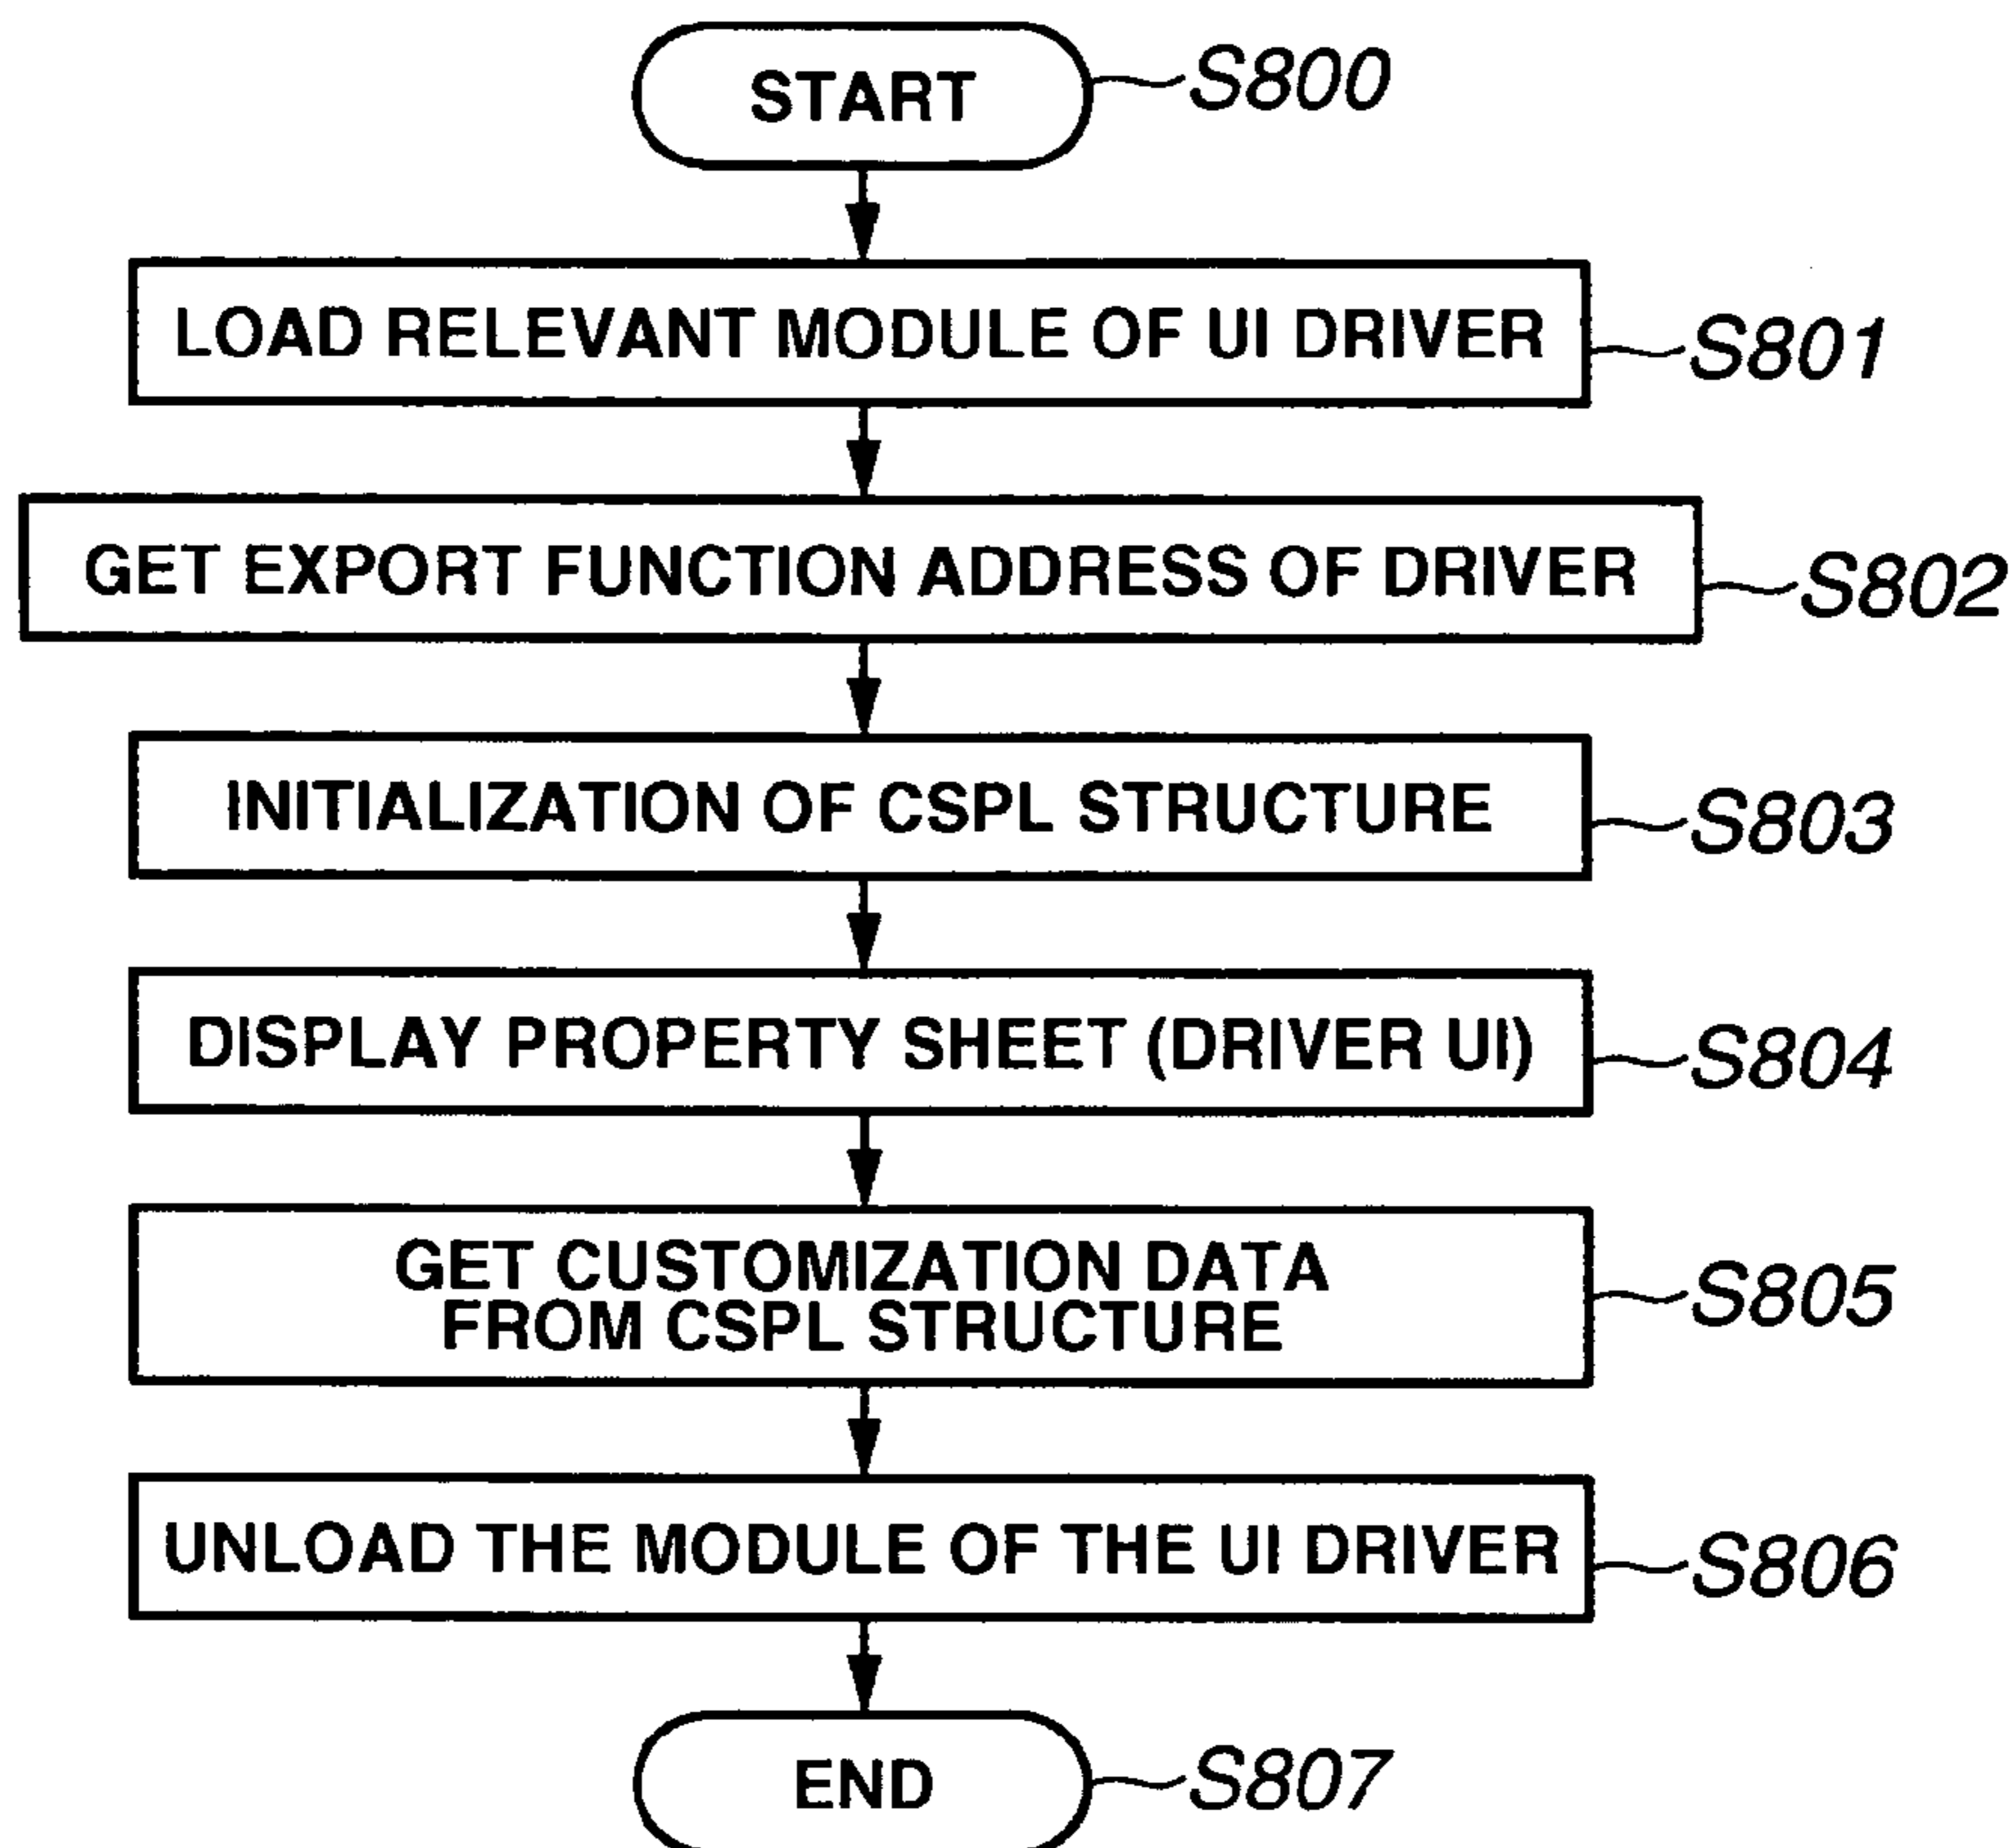 START
S800
LOAD RELEVANT MODULE OF UI DRIVER
S801
GET EXPORT FUNCTION ADDRESS OF DRIVER
S802
INITIALIZATION OF CSPL STRUCTURE
S803
DISPLAY PROPERTY SHEET (DRIVER UI)
S804
GET CUSTOMIZATION DATA
FROM CSPL STRUCTURE
S805
UNLOAD THE MODULE OF THE UI DRIVER
S806
END
S807